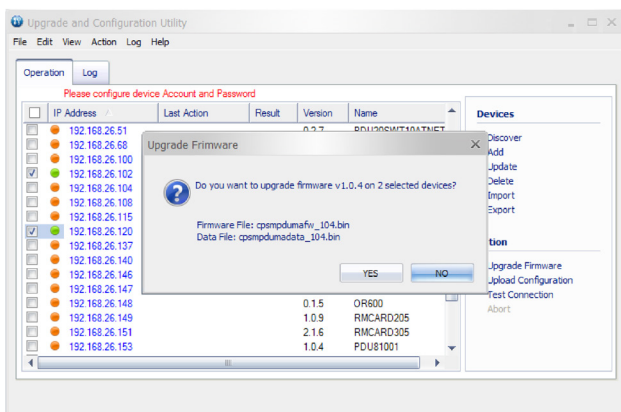 Upgrade and Configuration Utility
File Edit View Action Log Help
Operation Log
Please configure device Account and Password
IP Address Last Action Result Version Name
Devices
192.168.26.51 0.2.7 PDU20SWT10ATNET
192.168.26.68
192.168.26.100
192.168.26.102
192.168.26.104
192.168.26.108
192.168.26.115
192.168.26.120
192.168.26.137
192.168.26.140
192.168.26.146
192.168.26.147
192.168.26.148 0.1.5 OR600
192.168.26.149 1.0.9 RMCARD205
192.168.26.151 2.1.6 RMCARD305
192.168.26.153 1.0.4 PDU81001
Upgrade Frimware
Do you want to upgrade firmware v1.0.4 on 2 selected devices?
Firmware File: cpsmpdumafw_104.bin
Data File: cpsmpdumadata_104.bin
YES NO
Discover
Add
Update
Delete
Import
Export
tion
Upgrade Firmware
Upload Configuration
Test Connection
Abort